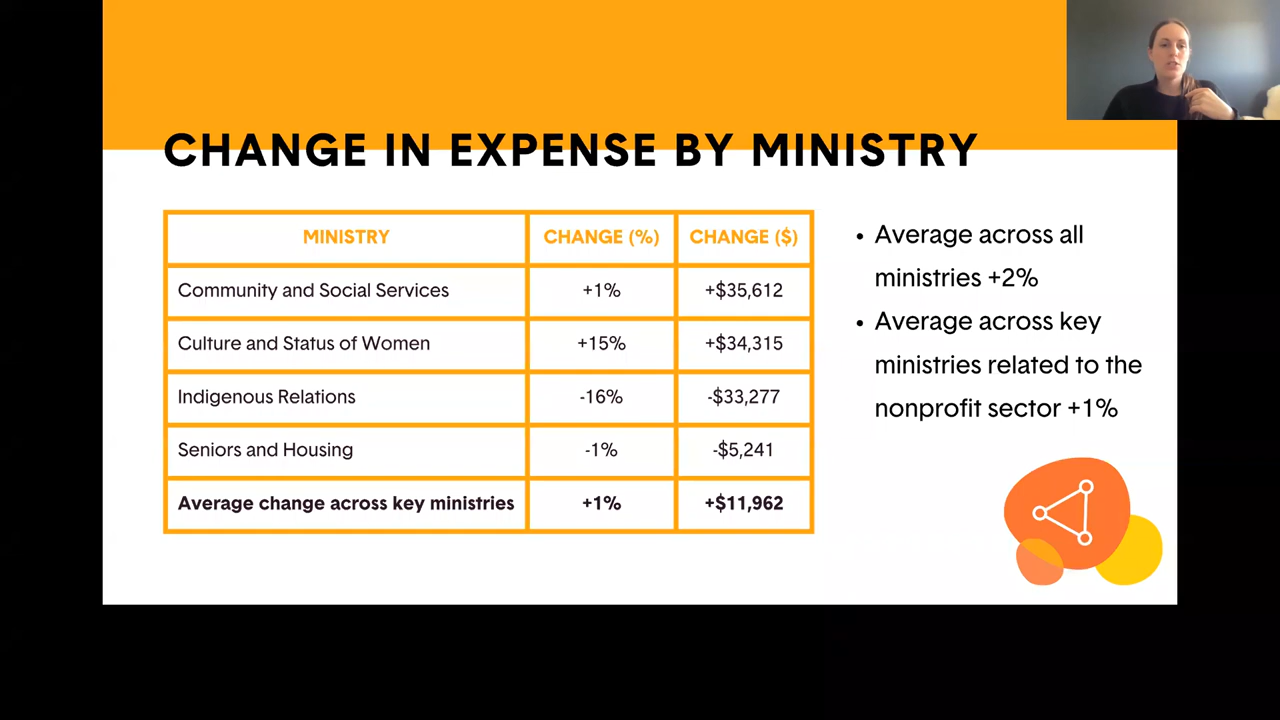 CHANGE IN EXPENSE BY MINISTRY
MINISTRY CHANGE (%) CHANGE ($)
Community and Social Services +1% +$35,612
Culture and Status of Women +15% +$34,315
Indigenous Relations -16% -$33,277
Seniors and Housing -1% -$5,241
Average change across key ministries +1% +$11,962
• Average across all
ministries +2%
• Average across key
ministries related to the
nonprofit sector +1%